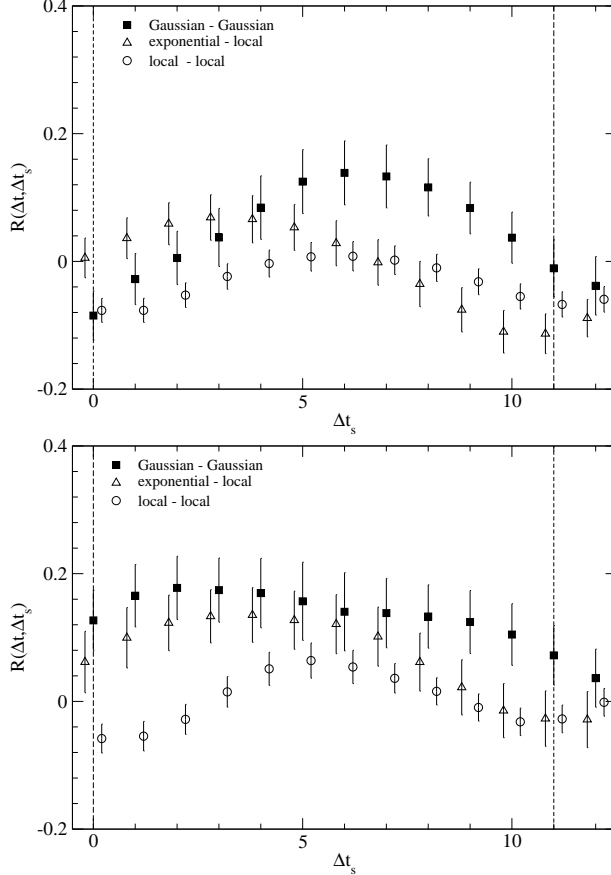 0.4
Gaussian - Gaussian
exponential - local
local - local
0.2
R(Δt,Δt_s)
0
-0.2
0 5 10
Δt_s
0.4
Gaussian - Gaussian
exponential - local
local - local
0.2
R(Δt,Δt_s)
0
-0.2
0 5 10
Δt_s